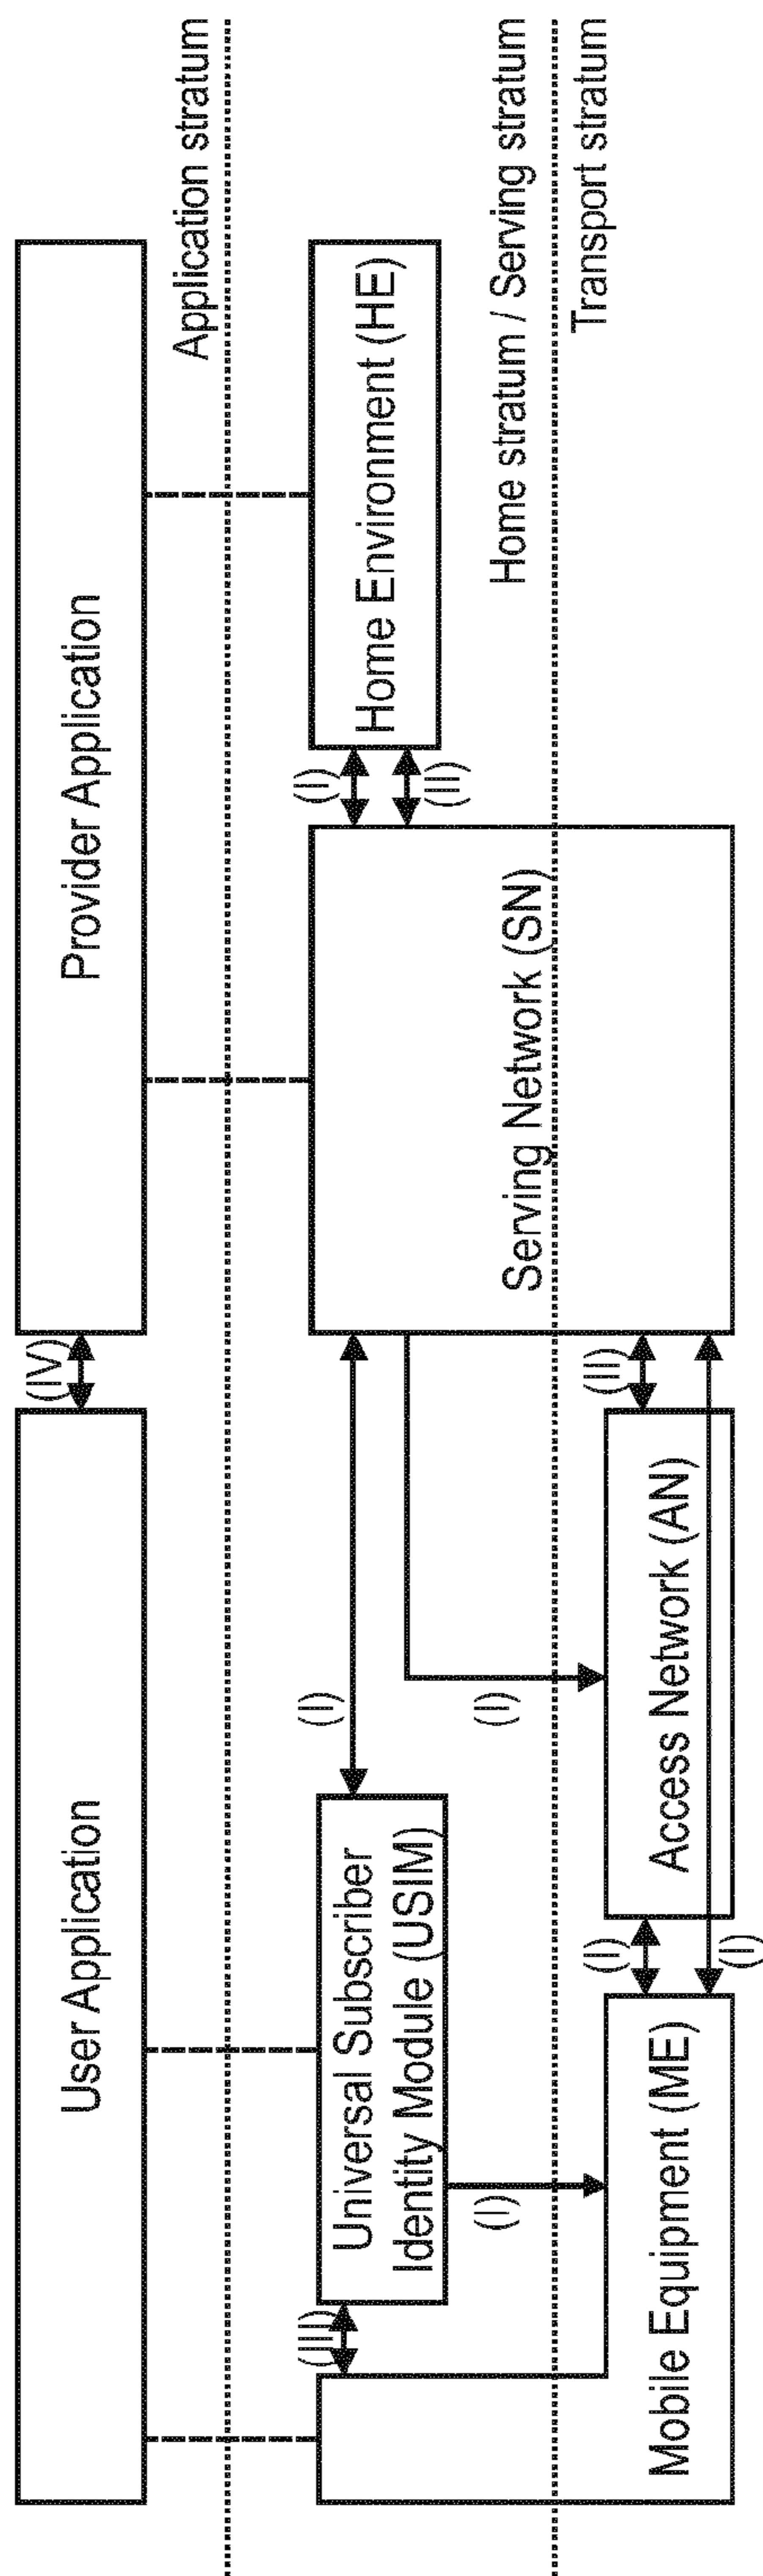 User Application
(IV)
Provider Application
Application stratum
(III)
Universal Subscriber
Identity Module (USIM)
(I)
(I)
Home Environment (HE)
(II)
(I)
(I)
Serving Network (SN)
Home stratum / Serving stratum
Transport stratum
(I)
(II)
Mobile Equipment (ME)
Access Network (AN)
(I)